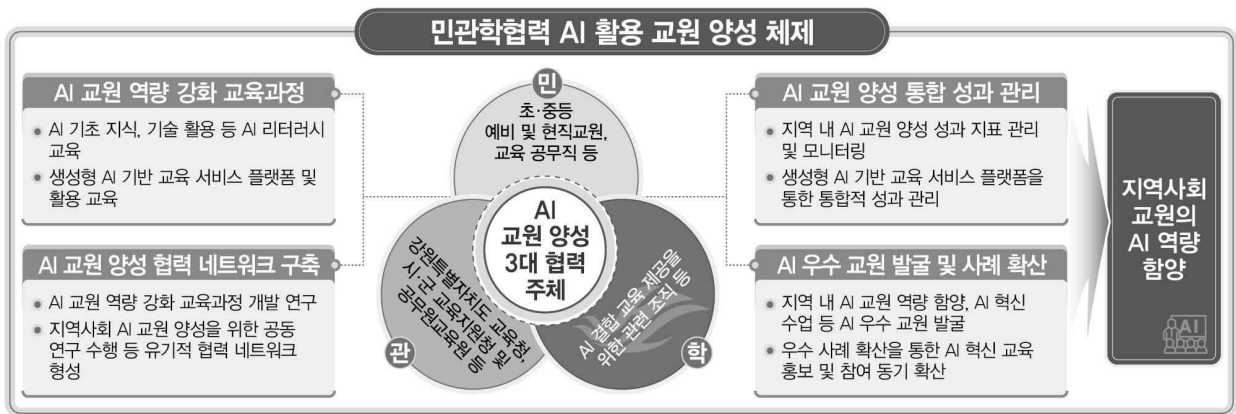 민관학협력 AI 활용 교원 양성 체제
AI 교원 역량 강화 교육과정
● AI 기초 지식, 기술 활용 등 AI 리터러시
교육
● 생성형 AI 기반 교육 서비스 플랫폼 및
활용 교육
AI 교원 양성 협력 네트워크 구축
● AI 교원 역량 강화 교육과정 개발 연구
● 지역사회 AI 교원 양성을 위한 공동
연구 수행 등 유기적 협력 네트워크
형성
민
초·중등
예비 및 현직교원,
교육 공무직 등
AI
교원 양성
3대 협력
주체
관
강원특별자치도 교육청,
시·군 교육지원청 및
공무원교육원 등
학
AI 결합 교육 제공을
위한 관련 조직 등
AI 교원 양성 통합 성과 관리
● 지역 내 AI 교원 양성 성과 지표 관리
및 모니터링
● 생성형 AI 기반 교육 서비스 플랫폼을
통한 통합적 성과 관리
AI 우수 교원 발굴 및 사례 확산
● 지역 내 AI 교원 역량 함양, AI 혁신
수업 등 AI 우수 교원 발굴
● 우수 사례 확산을 통한 AI 혁신 교육
홍보 및 참여 동기 확산
지역사회
교원의
AI 역량
함양
AI